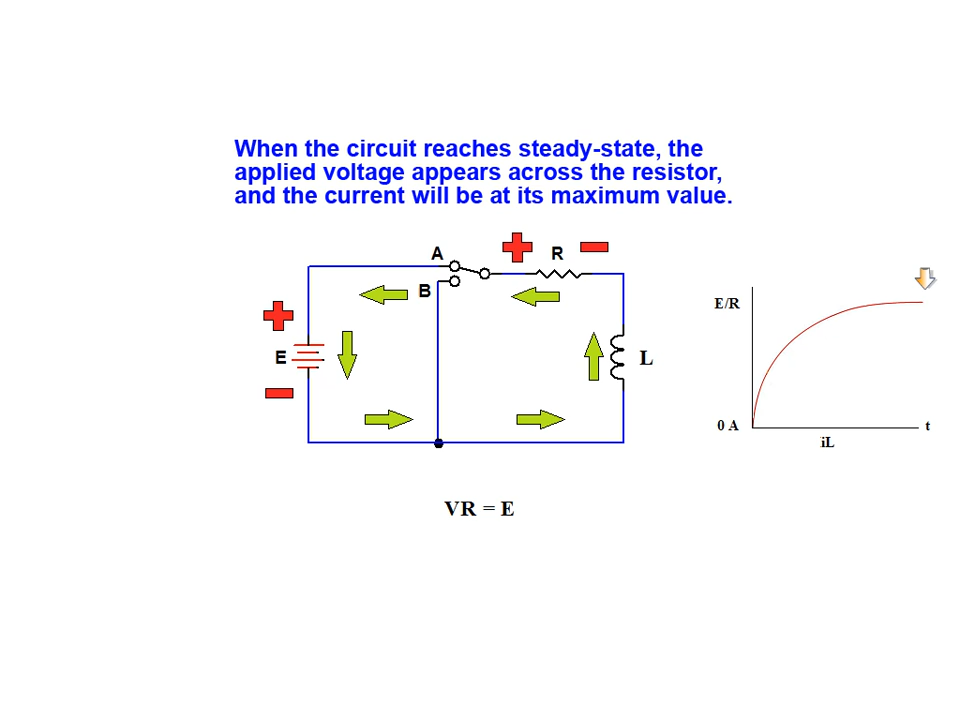 When the circuit reaches steady-state, the
applied voltage appears across the resistor,
and the current will be at its maximum value.
A
R
B
E
L
E/R
0 A
t
iL
VR = E